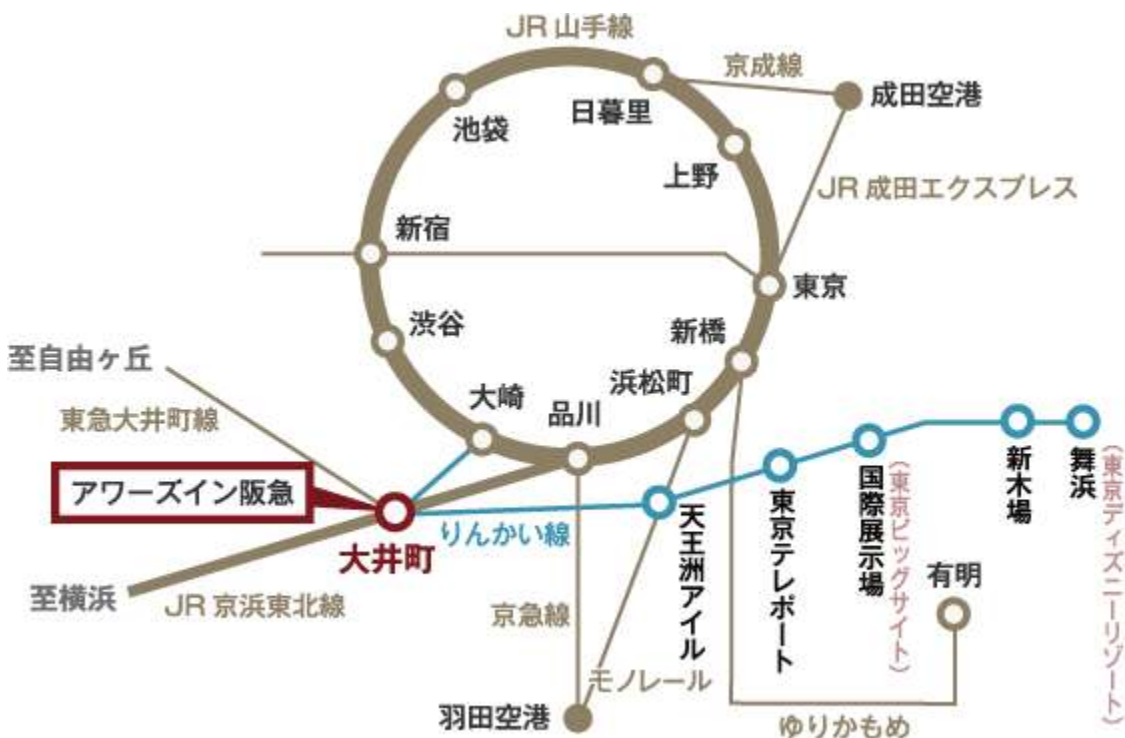 JR 山手線
京成線
成田空港
日暮里
池袋
上野
JR 成田エクスプレス
新宿
東京
渋谷
新橋
至自由ヶ丘
浜松町
大崎
品川
東急大井町線
アワーズイン阪急
大井町
りんかい線
天王洲アイル
東京テレポート
国際展示場
(東京ビッグサイト)
新木場
舞浜
(東京ディズニーリゾート)
有明
至横浜
JR 京浜東北線
京急線
モノレール
羽田空港
ゆりかもめ